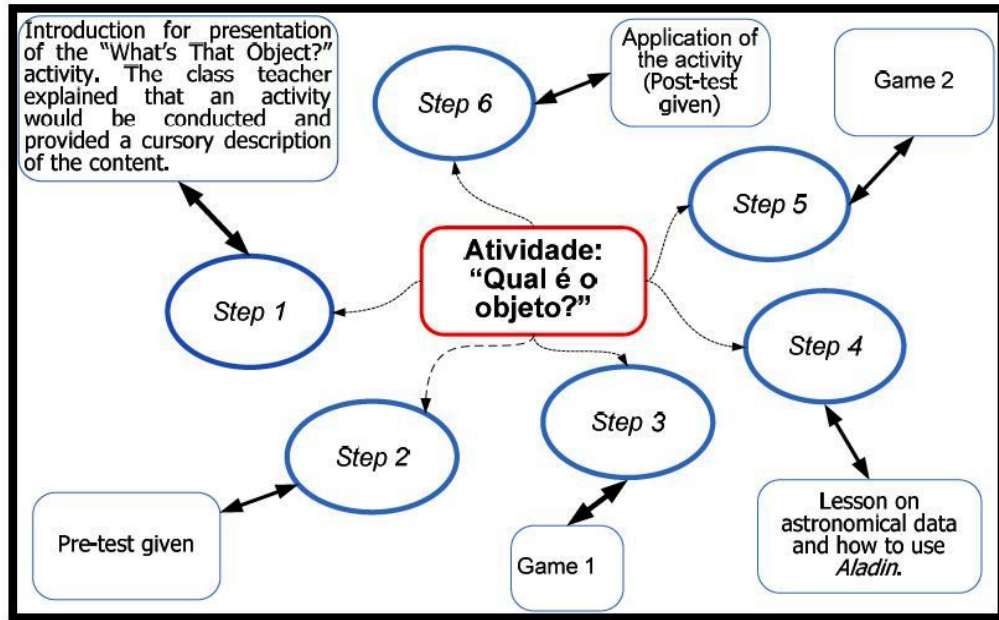 Introduction for presentation
of the “What’s That Object?”
activity. The class teacher
explained that an activity
would be conducted and
provided a cursory description
of the content.
Step 1
Step 6
Application of
the activity
(Post-test
given)
Game 2
Step 5
Atividade:
“Qual é o
objeto?”
Step 4
Step 3
Step 2
Pre-test given
Game 1
Lesson on
astronomical data
and how to use
Aladin.